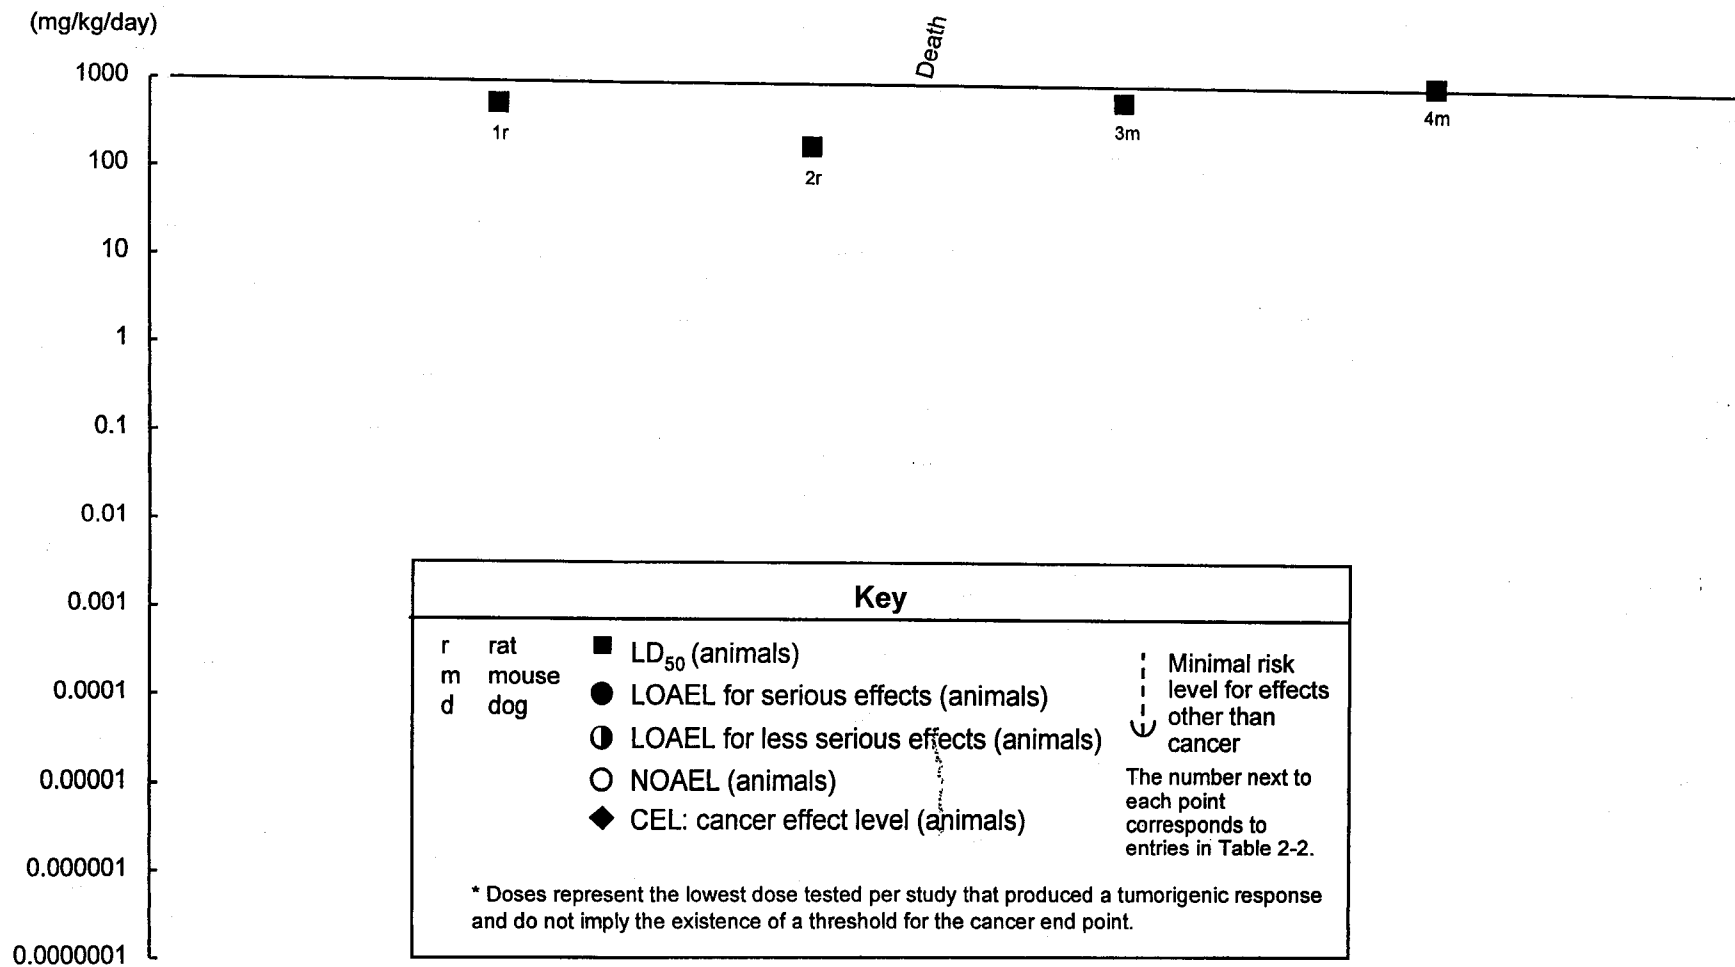 (mg/kg/day)
Death
1000
1r
3m
4m
100
2r
10
1
0.1
0.01
0.001
0.0001
0.00001
0.000001
0.0000001
Key
r rat
m mouse
d dog
■ LD₅₀ (animals)
● LOAEL for serious effects (animals)
◑ LOAEL for less serious effects (animals)
○ NOAEL (animals)
◆ CEL: cancer effect level (animals)
Minimal risk
level for effects
other than
cancer
The number next to
each point
corresponds to
entries in Table 2-2.
* Doses represent the lowest dose tested per study that produced a tumorigenic response
and do not imply the existence of a threshold for the cancer end point.